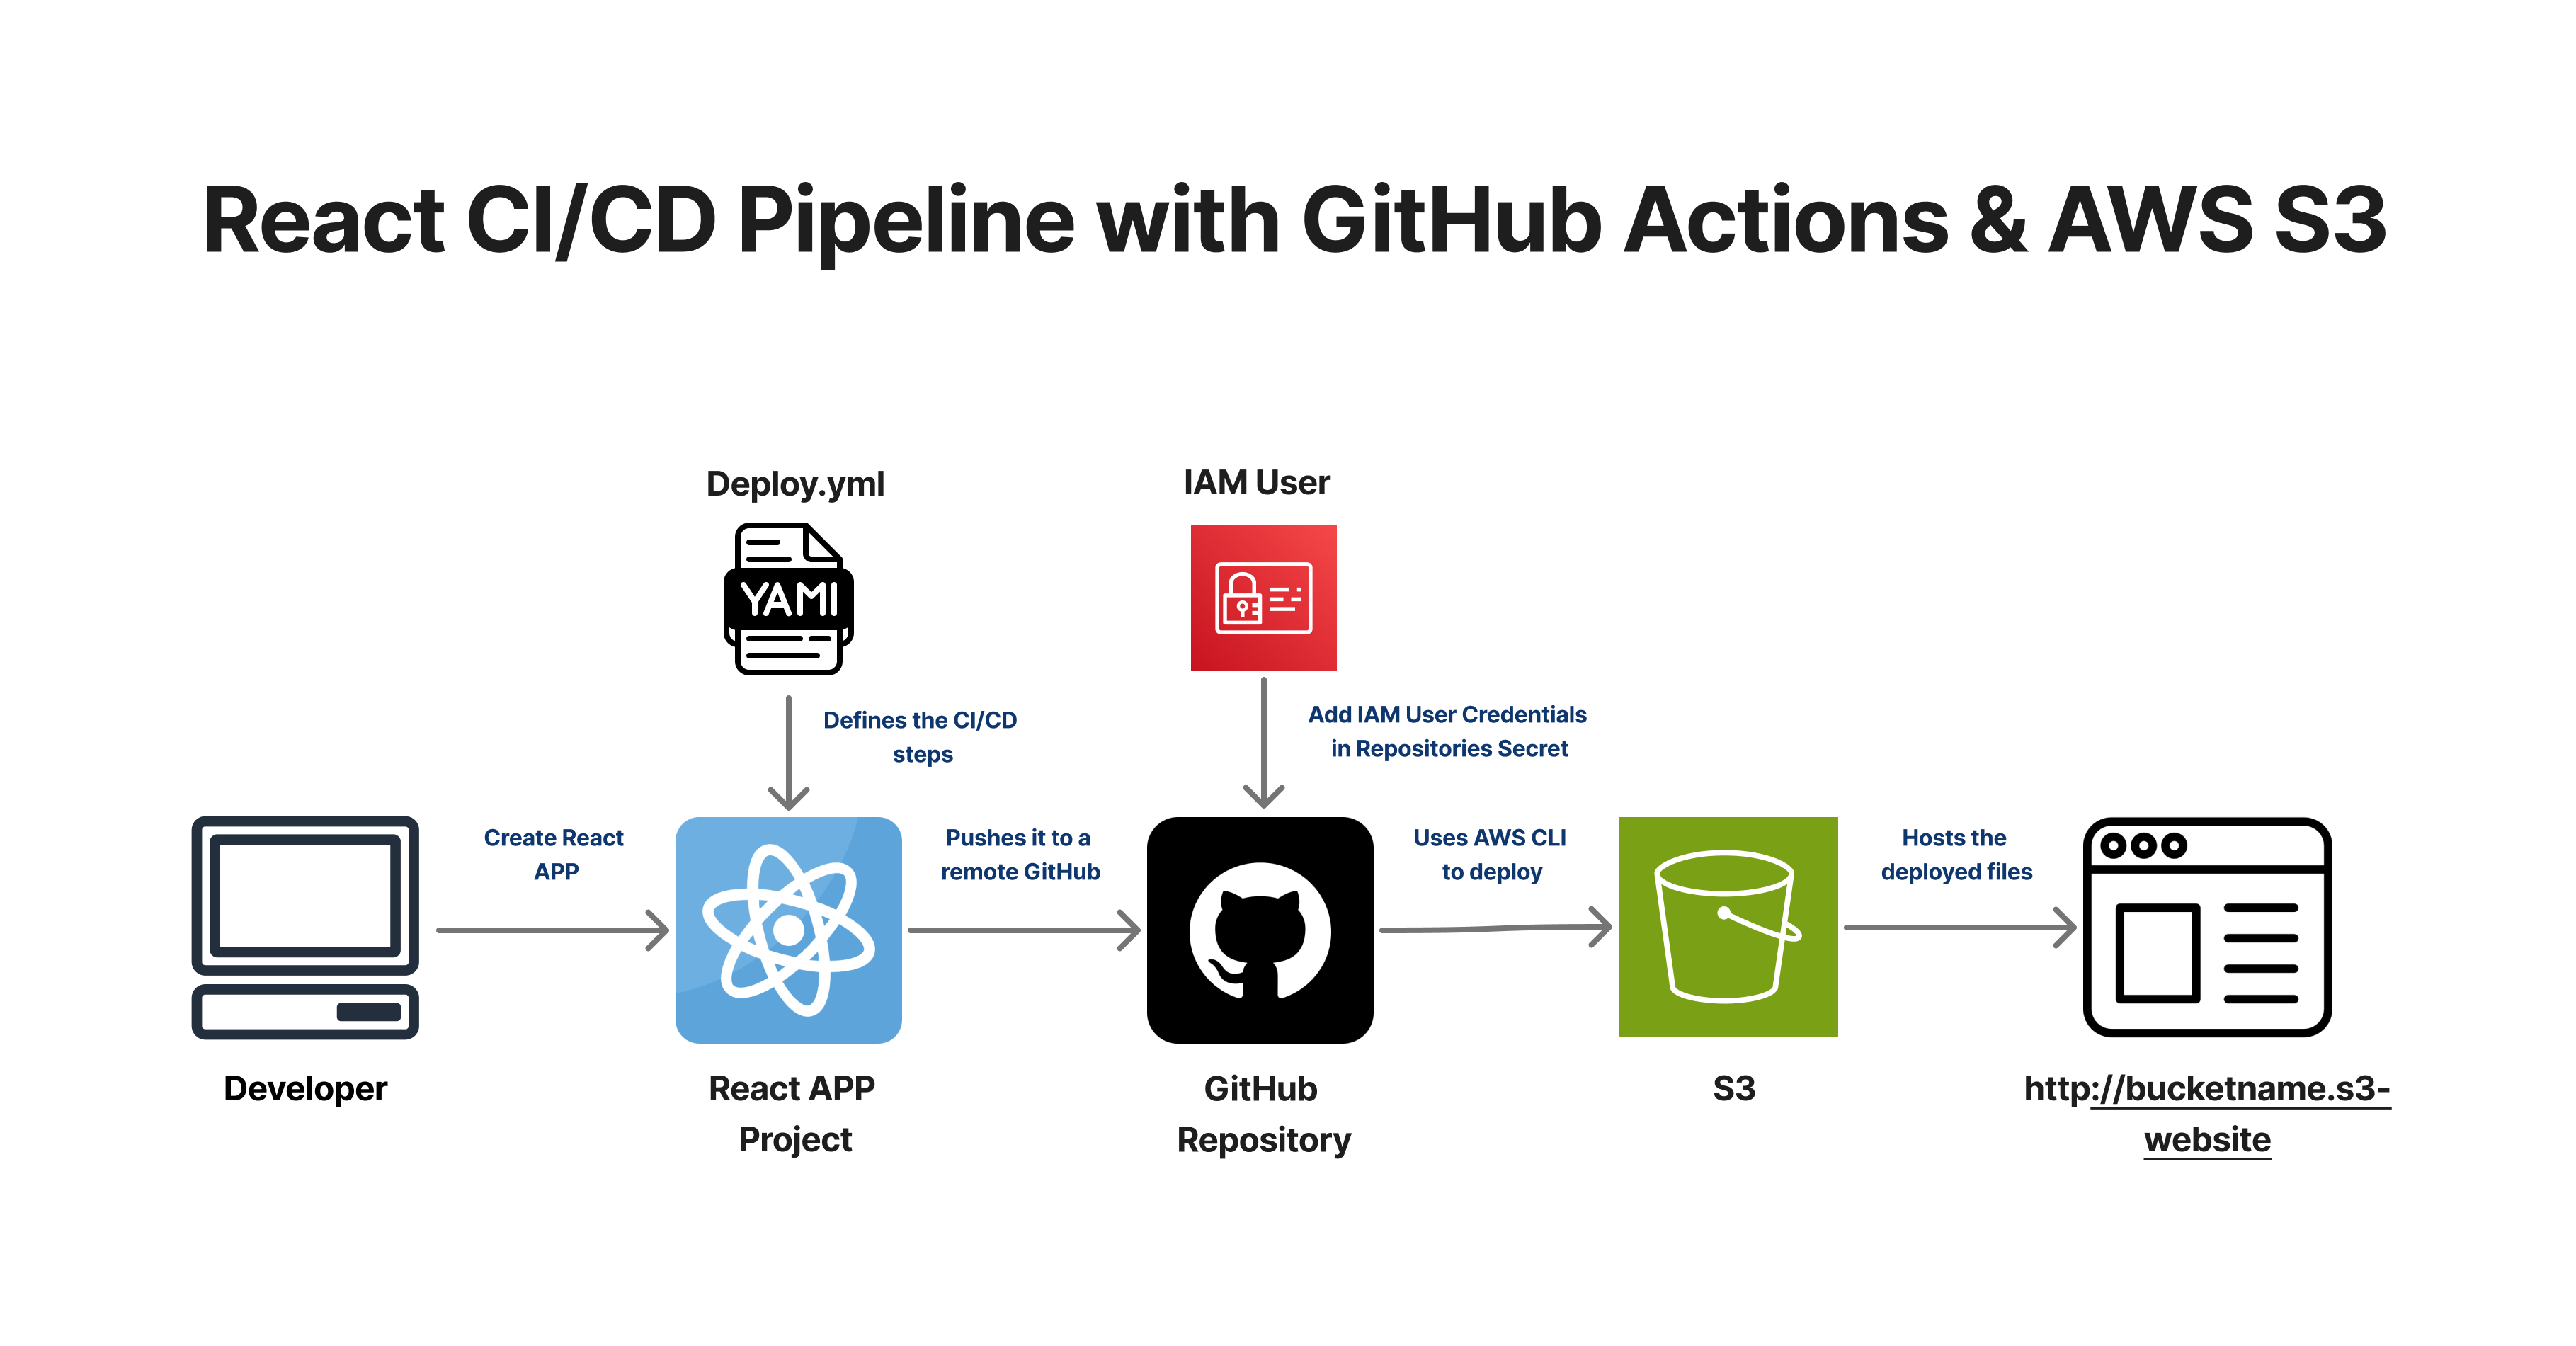 React CI/CD Pipeline with GitHub Actions & AWS S3
Deploy.yml
IAM User
YAMl
Defines the CI/CD
steps
Add IAM User Credentials
in Repositories Secret
Create React
APP
Pushes it to a
remote GitHub
Uses AWS CLI
to deploy
Hosts the
deployed files
Developer
React APP
Project
GitHub
Repository
S3
http://bucketname.s3-
website